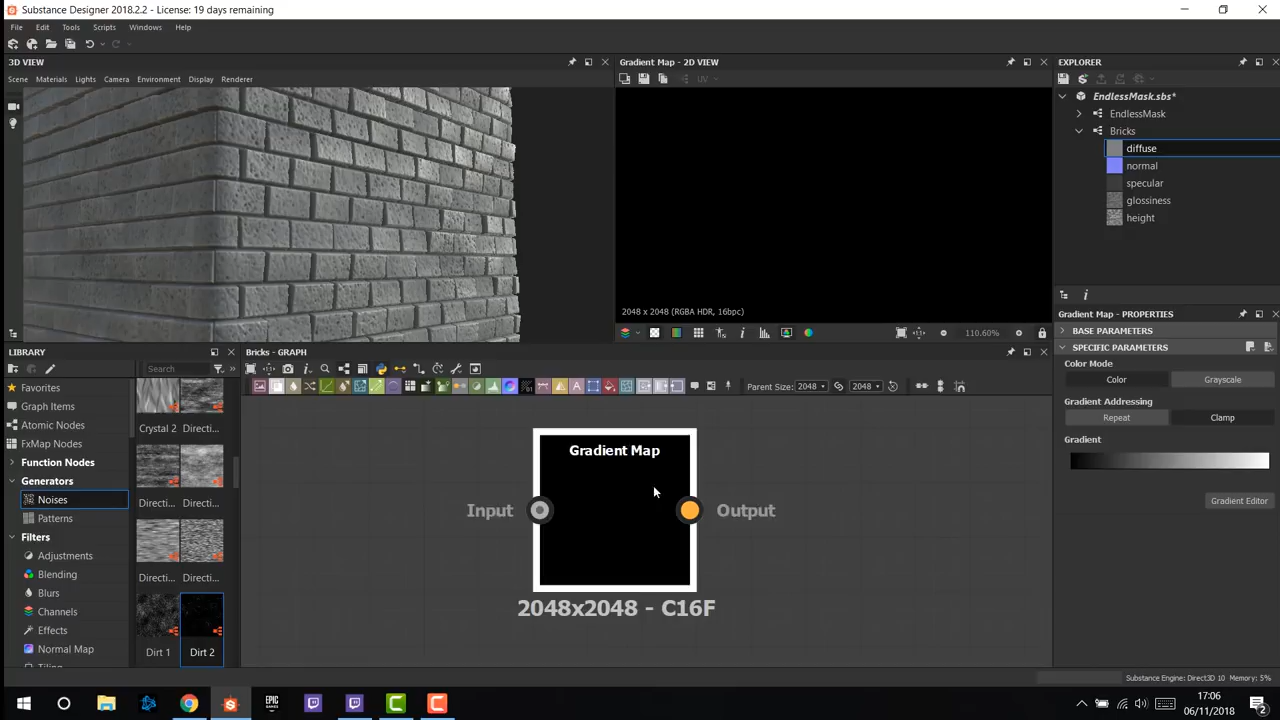 Substance Designer 2018.2.2 - License: 19 days remaining
File Edit Tools Scripts Windows Help
3D VIEW
Scene Materials Lights Camera Environment Display Renderer
Gradient Map - 2D VIEW
UV
2048 x 2048 (RGBA HDR, 16bpc)
110.60%
EXPLORER
EndlessMask.sbs*
EndlessMask
Bricks
diffuse
normal
specular
glossiness
height
Gradient Map - PROPERTIES
BASE PARAMETERS
SPECIFIC PARAMETERS
Color Mode
Color Grayscale
Gradient Addressing
Repeat Clamp
Gradient
Gradient Editor
LIBRARY
Search
Favorites
Graph Items
Atomic Nodes
FxMap Nodes
Function Nodes
Generators
Noises
Patterns
Filters
Adjustments
Blending
Blurs
Channels
Effects
Normal Map
Tiling
Crystal 2 Directi...
Directi... Directi...
Directi... Directi...
Dirt 1 Dirt 2
Bricks - GRAPH
Parent Size: 2048 2048
Gradient Map
Input Output
2048x2048 - C16F
Substance Engine: Direct3D 10 Memory: 5%
EPIC GAMES
17:06
06/11/2018
2